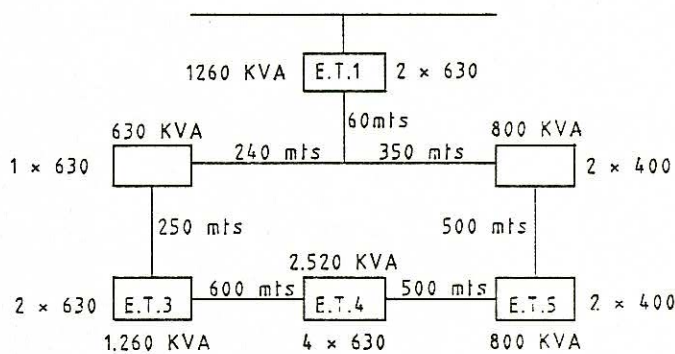 1260 KVA E.T.1 2 × 630
60mts
630 KVA 800 KVA
240 mts 350 mts
1 × 630 2 × 400
250 mts 500 mts
2.520 KVA
2 × 630 E.T.3 600 mts E.T.4 500 mts E.T.5 2 × 400
1.260 KVA 4 × 630 800 KVA